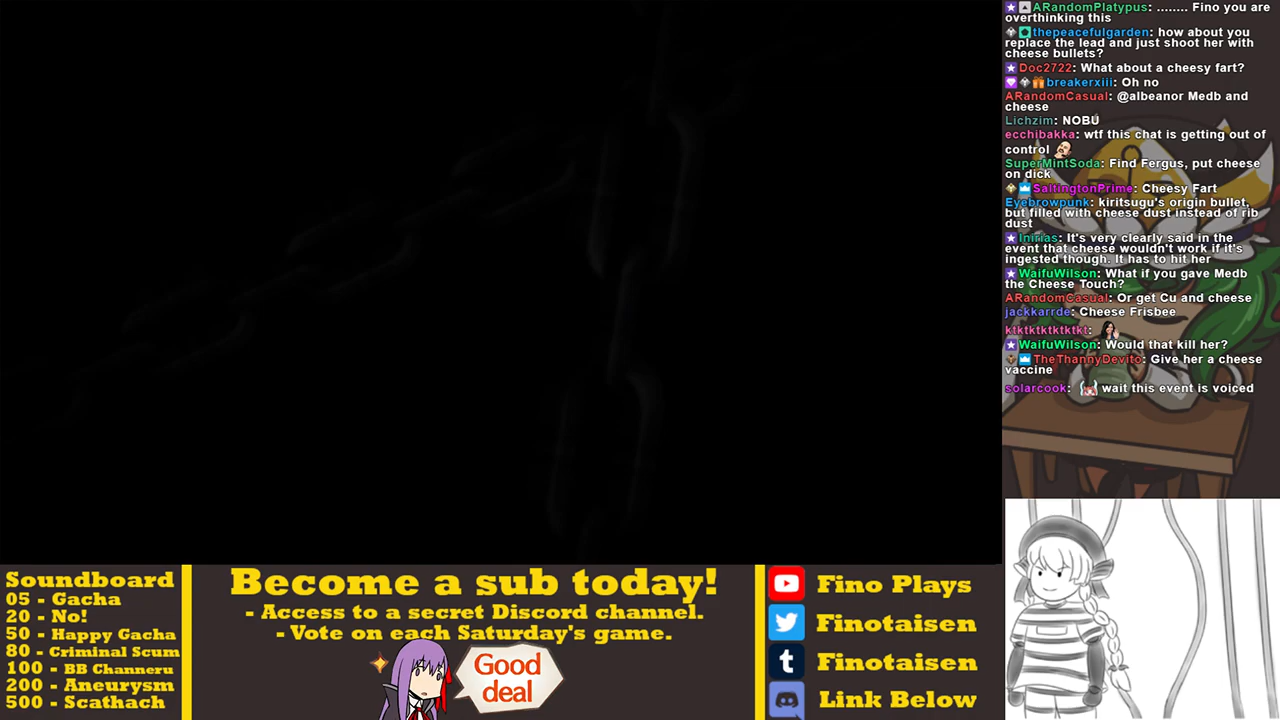 ARandomPlatypus: ........ Fino you are
overthinking this
thepeacefulgarden: how about you
replace the lead and just shoot her with
cheese bullets?
Doc2722: What about a cheesy fart?
breakerxiii: Oh no
ARandomCasual: @albeanor Medb and
cheese
Lichzim: NOBU
ecchibakka: wtf this chat is getting out of
control
SuperMintSoda: Find Fergus, put cheese
on dick
SaltingtonPrime: Cheesy Fart
Eyebrowpunk: kiritsugu's origin bullet,
but filled with cheese dust instead of rib
dust
Inirias: It's very clearly said in the
event that cheese wouldn't work if it's
ingested though. It has to hit her
WaifuWilson: What if you gave Medb
the Cheese Touch?
ARandomCasual: Or get Cu and cheese
jackkarrde: Cheese Frisbee
ktktktktktktkt:
WaifuWilson: Would that kill her?
TheThannyDevito: Give her a cheese
vaccine
solarcook: wait this event is voiced
Soundboard
05 - Gacha
20 - No!
50 - Happy Gacha
80 - Criminal Scum
100 - BB Channeru
200 - Aneurysm
500 - Scathach
Become a sub today!
- Access to a secret Discord channel.
- Vote on each Saturday's game.
Good
deal
Fino Plays
Finotaisen
Finotaisen
Link Below